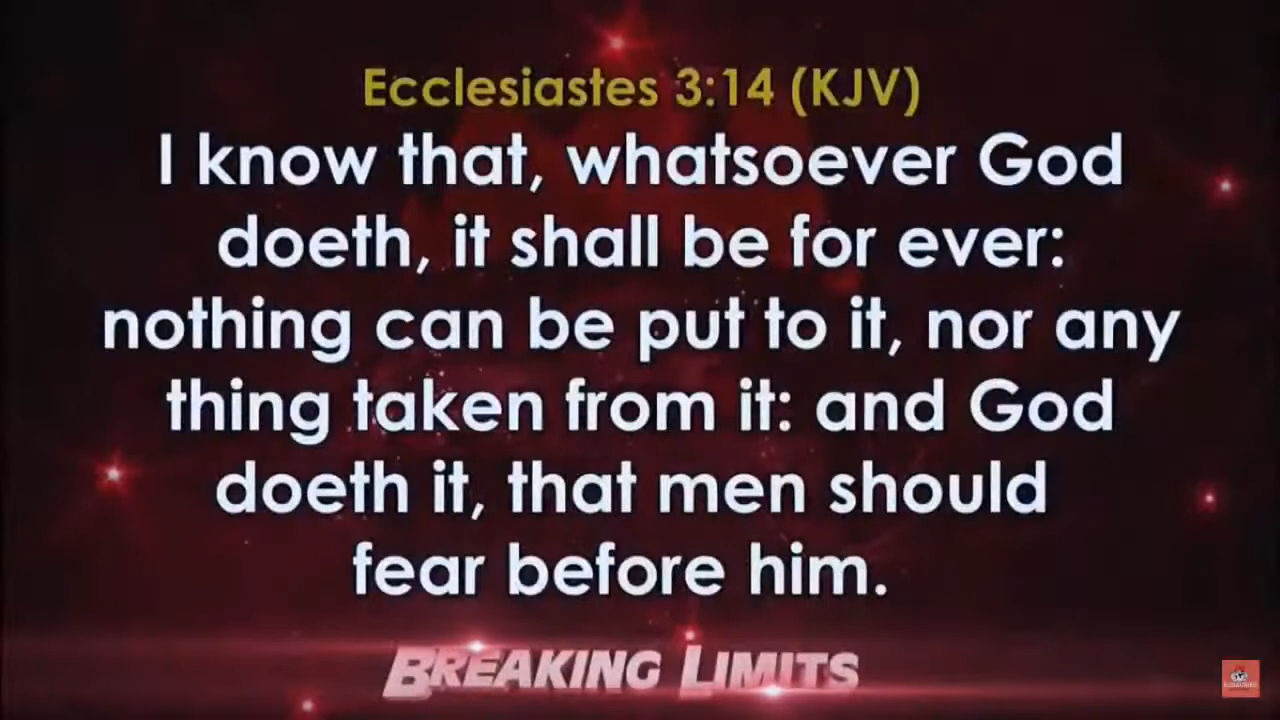 Ecclesiastes 3:14 (KJV)
I know that, whatsoever God
doeth, it shall be for ever:
nothing can be put to it, nor any
thing taken from it: and God
doeth it, that men should
fear before him.
BREAKING LIMITS